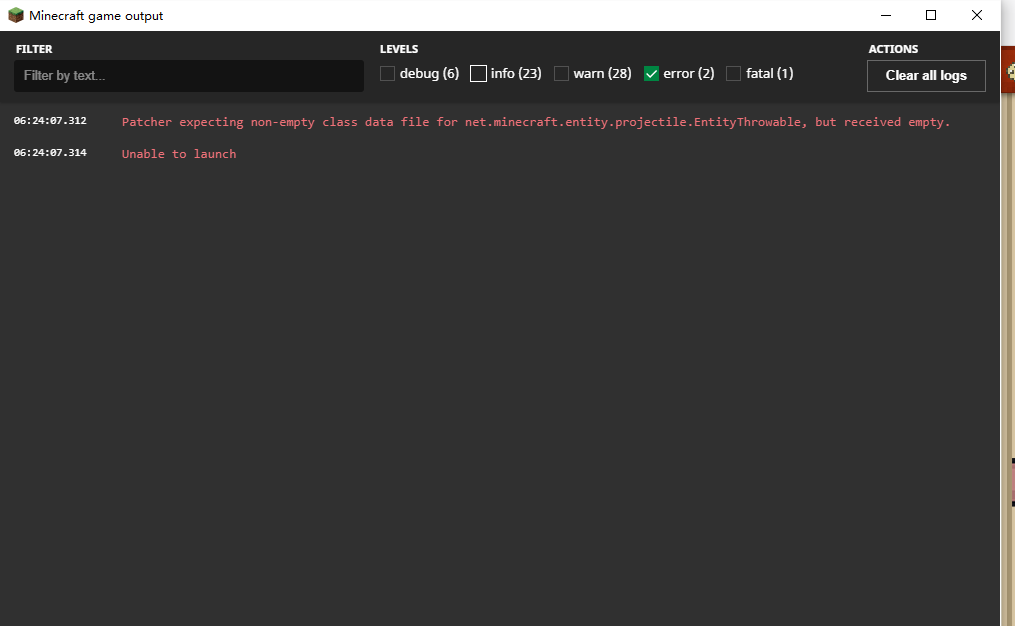 Minecraft game output
FILTER
LEVELS
ACTIONS
Filter by text...
debug (6)
info (23)
warn (28)
error (2)
fatal (1)
Clear all logs
06:24:07.312 Patcher expecting non-empty class data file for net.minecraft.entity.projectile.EntityThrowable, but received empty.
06:24:07.314 Unable to launch